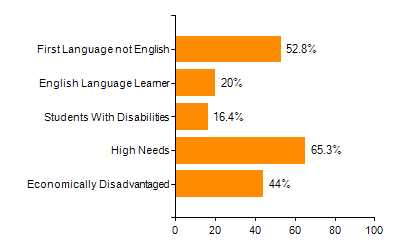 First Language not English 52.8%
English Language Learner 20%
Students With Disabilities 16.4%
High Needs 65.3%
Economically Disadvantaged 44%
0 20 40 60 80 100